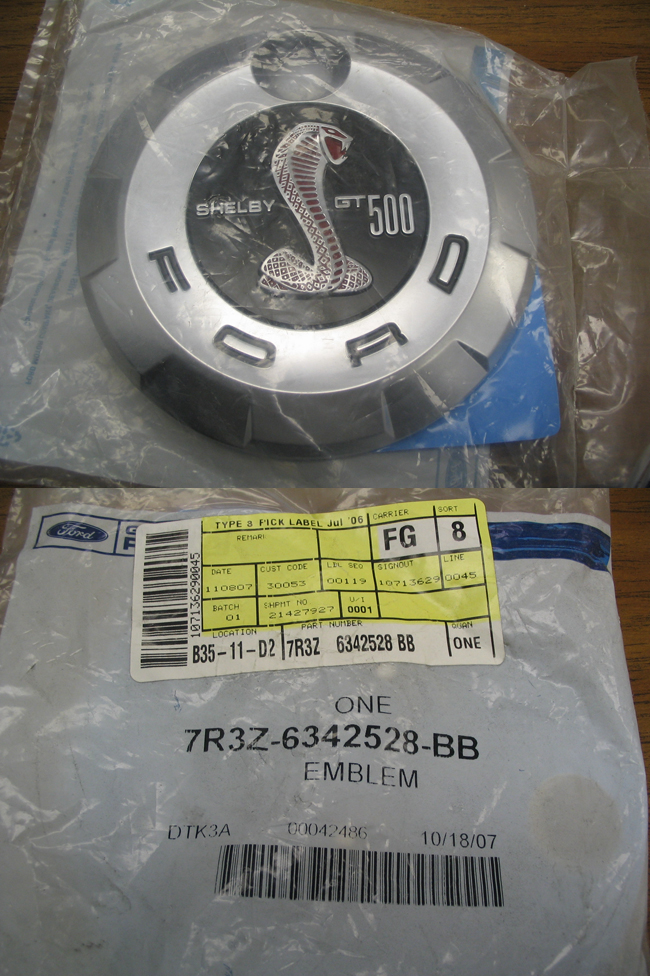 SHELBY GT 500
FORD
Ford
TYPE 3 PICK LABEL Jul '06
CARRIER
SORT
REMARK
FG
8
DATE
CUST CODE
LDL SEQ
SIGNOUT
LINE
110807
30053
00119
10713629
0045
BATCH
SHPMT NO
U/I
01
21427927
0001
107136290045
LOCATION
PART NUMBER
QUAN
B35-11-D2
7R3Z 6342528 BB
ONE
ONE
7R3Z-6342528-BB
EMBLEM
DTK3A 00042486 10/18/07